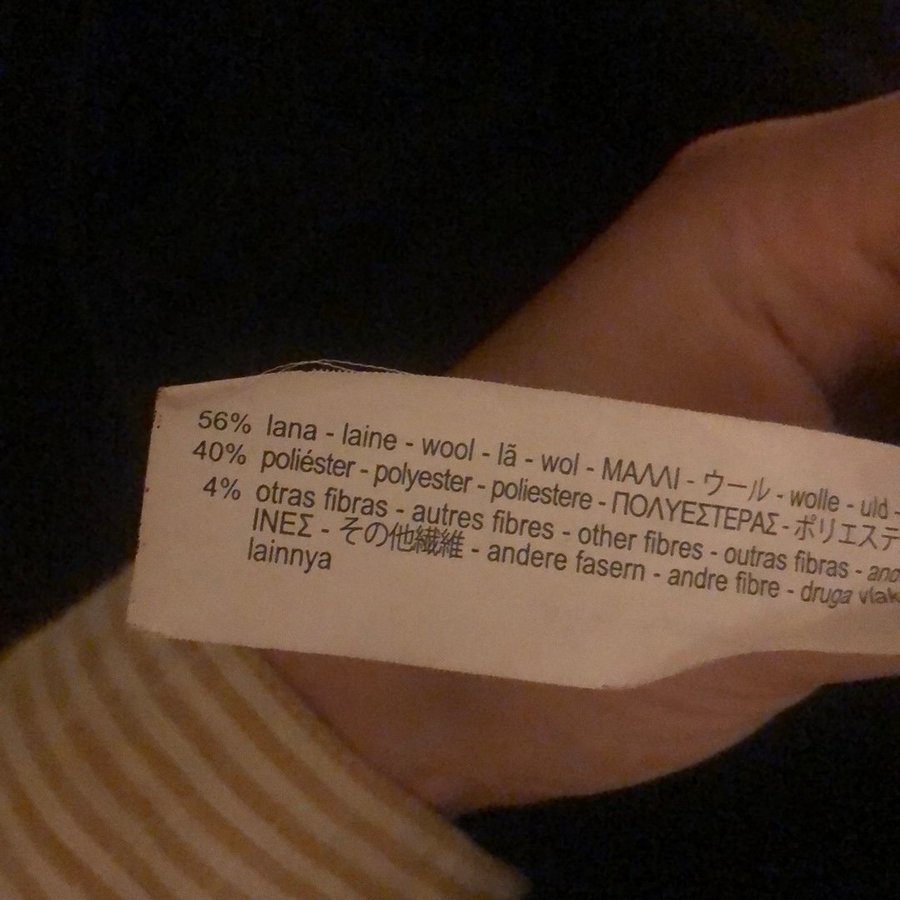 56% lana - laine - wool - lã - wol - ΜΑΛΛΙ - ウール - wolle - uld -
40% poliéster - polyester - poliestere - ΠΟΛΥΕΣΤΕΡΑΣ - ポリエステ
4% otras fibras - autres fibres - other fibres - outras fibras -
ΙΝΕΣ - その他繊維 - andere fasern - andre fibre - druga
lainnya